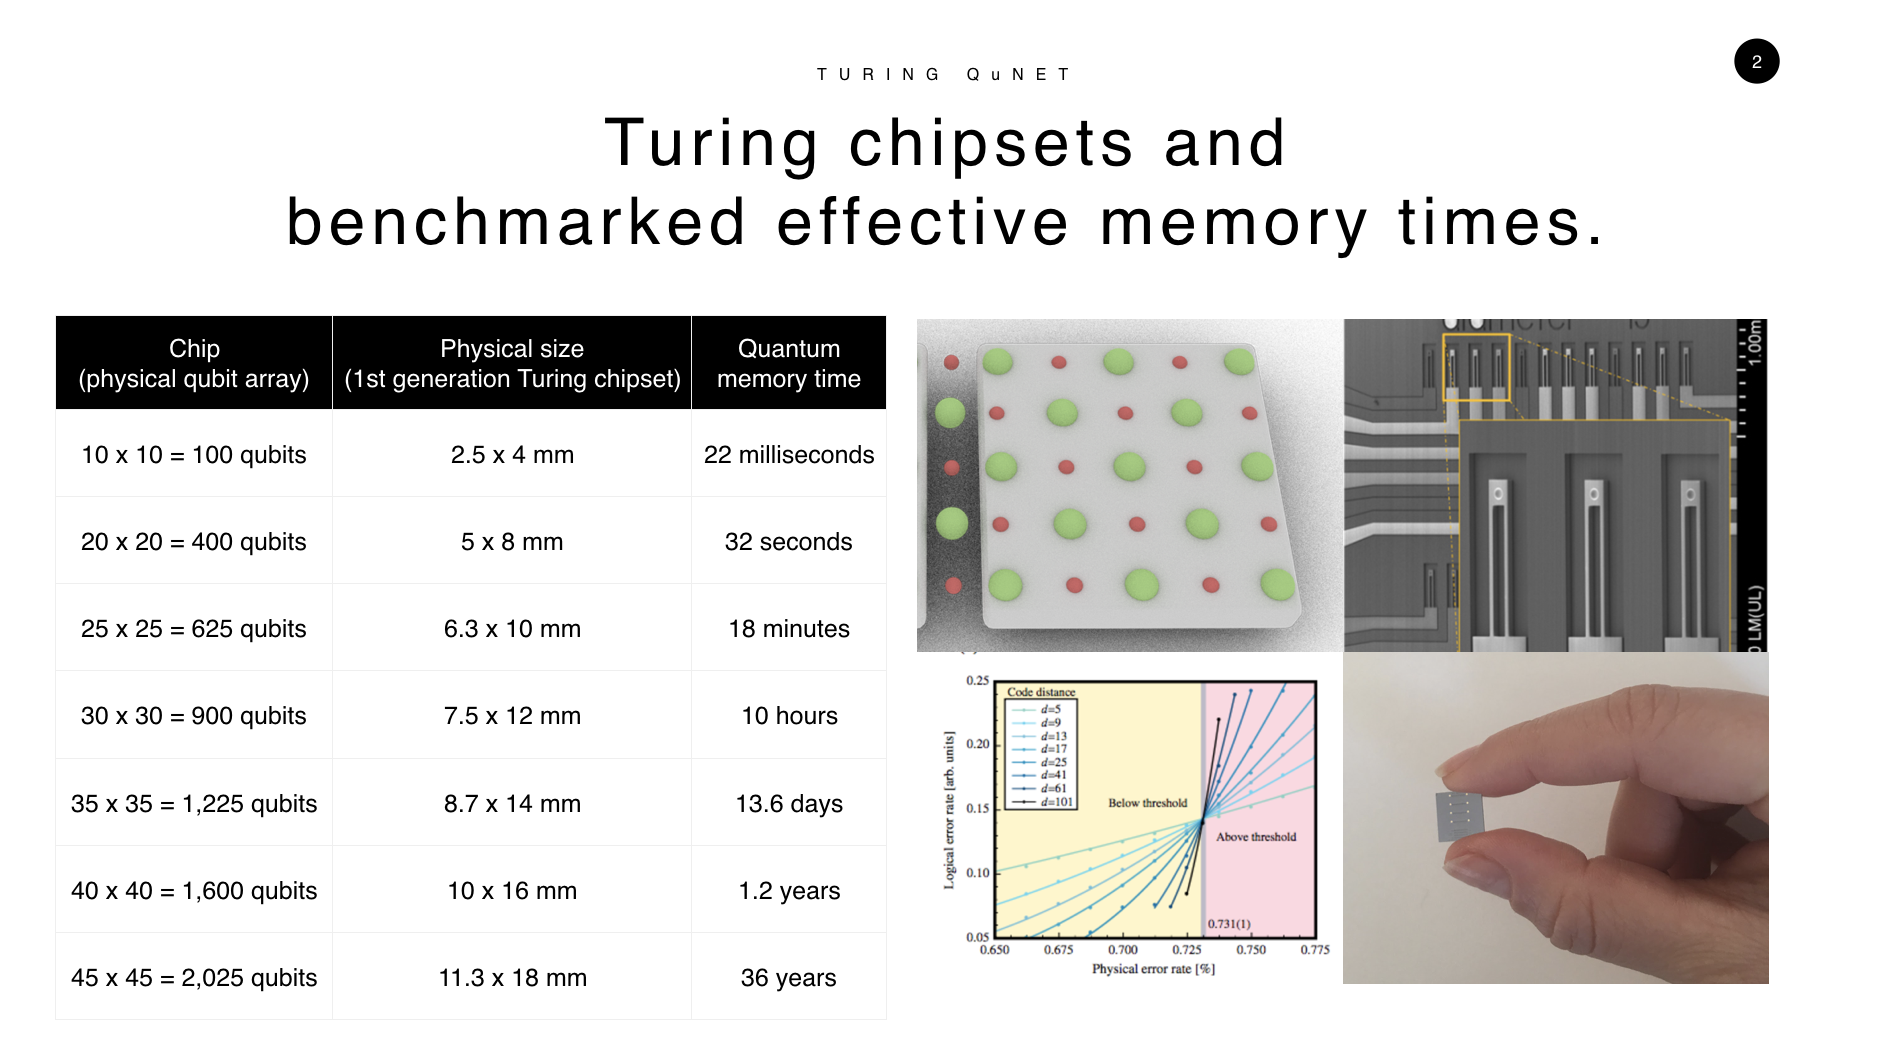 TURING QuNET
2
Turing chipsets and
benchmarked effective memory times.
Chip
(physical qubit array)
Physical size
(1st generation Turing chipset)
Quantum
memory time
10 x 10 = 100 qubits
2.5 x 4 mm
22 milliseconds
20 x 20 = 400 qubits
5 x 8 mm
32 seconds
25 x 25 = 625 qubits
6.3 x 10 mm
18 minutes
30 x 30 = 900 qubits
7.5 x 12 mm
10 hours
35 x 35 = 1,225 qubits
8.7 x 14 mm
13.6 days
40 x 40 = 1,600 qubits
10 x 16 mm
1.2 years
45 x 45 = 2,025 qubits
11.3 x 18 mm
36 years
1.00m
LM(UL)
0.25
0.20
0.15
0.10
0.05
Logical error rate [arb. units]
Code distance
d=5
d=9
d=13
d=17
d=25
d=41
d=61
d=101
Below threshold
Above threshold
0.731(1)
0.650
0.675
0.700
0.725
0.750
0.775
Physical error rate [%]